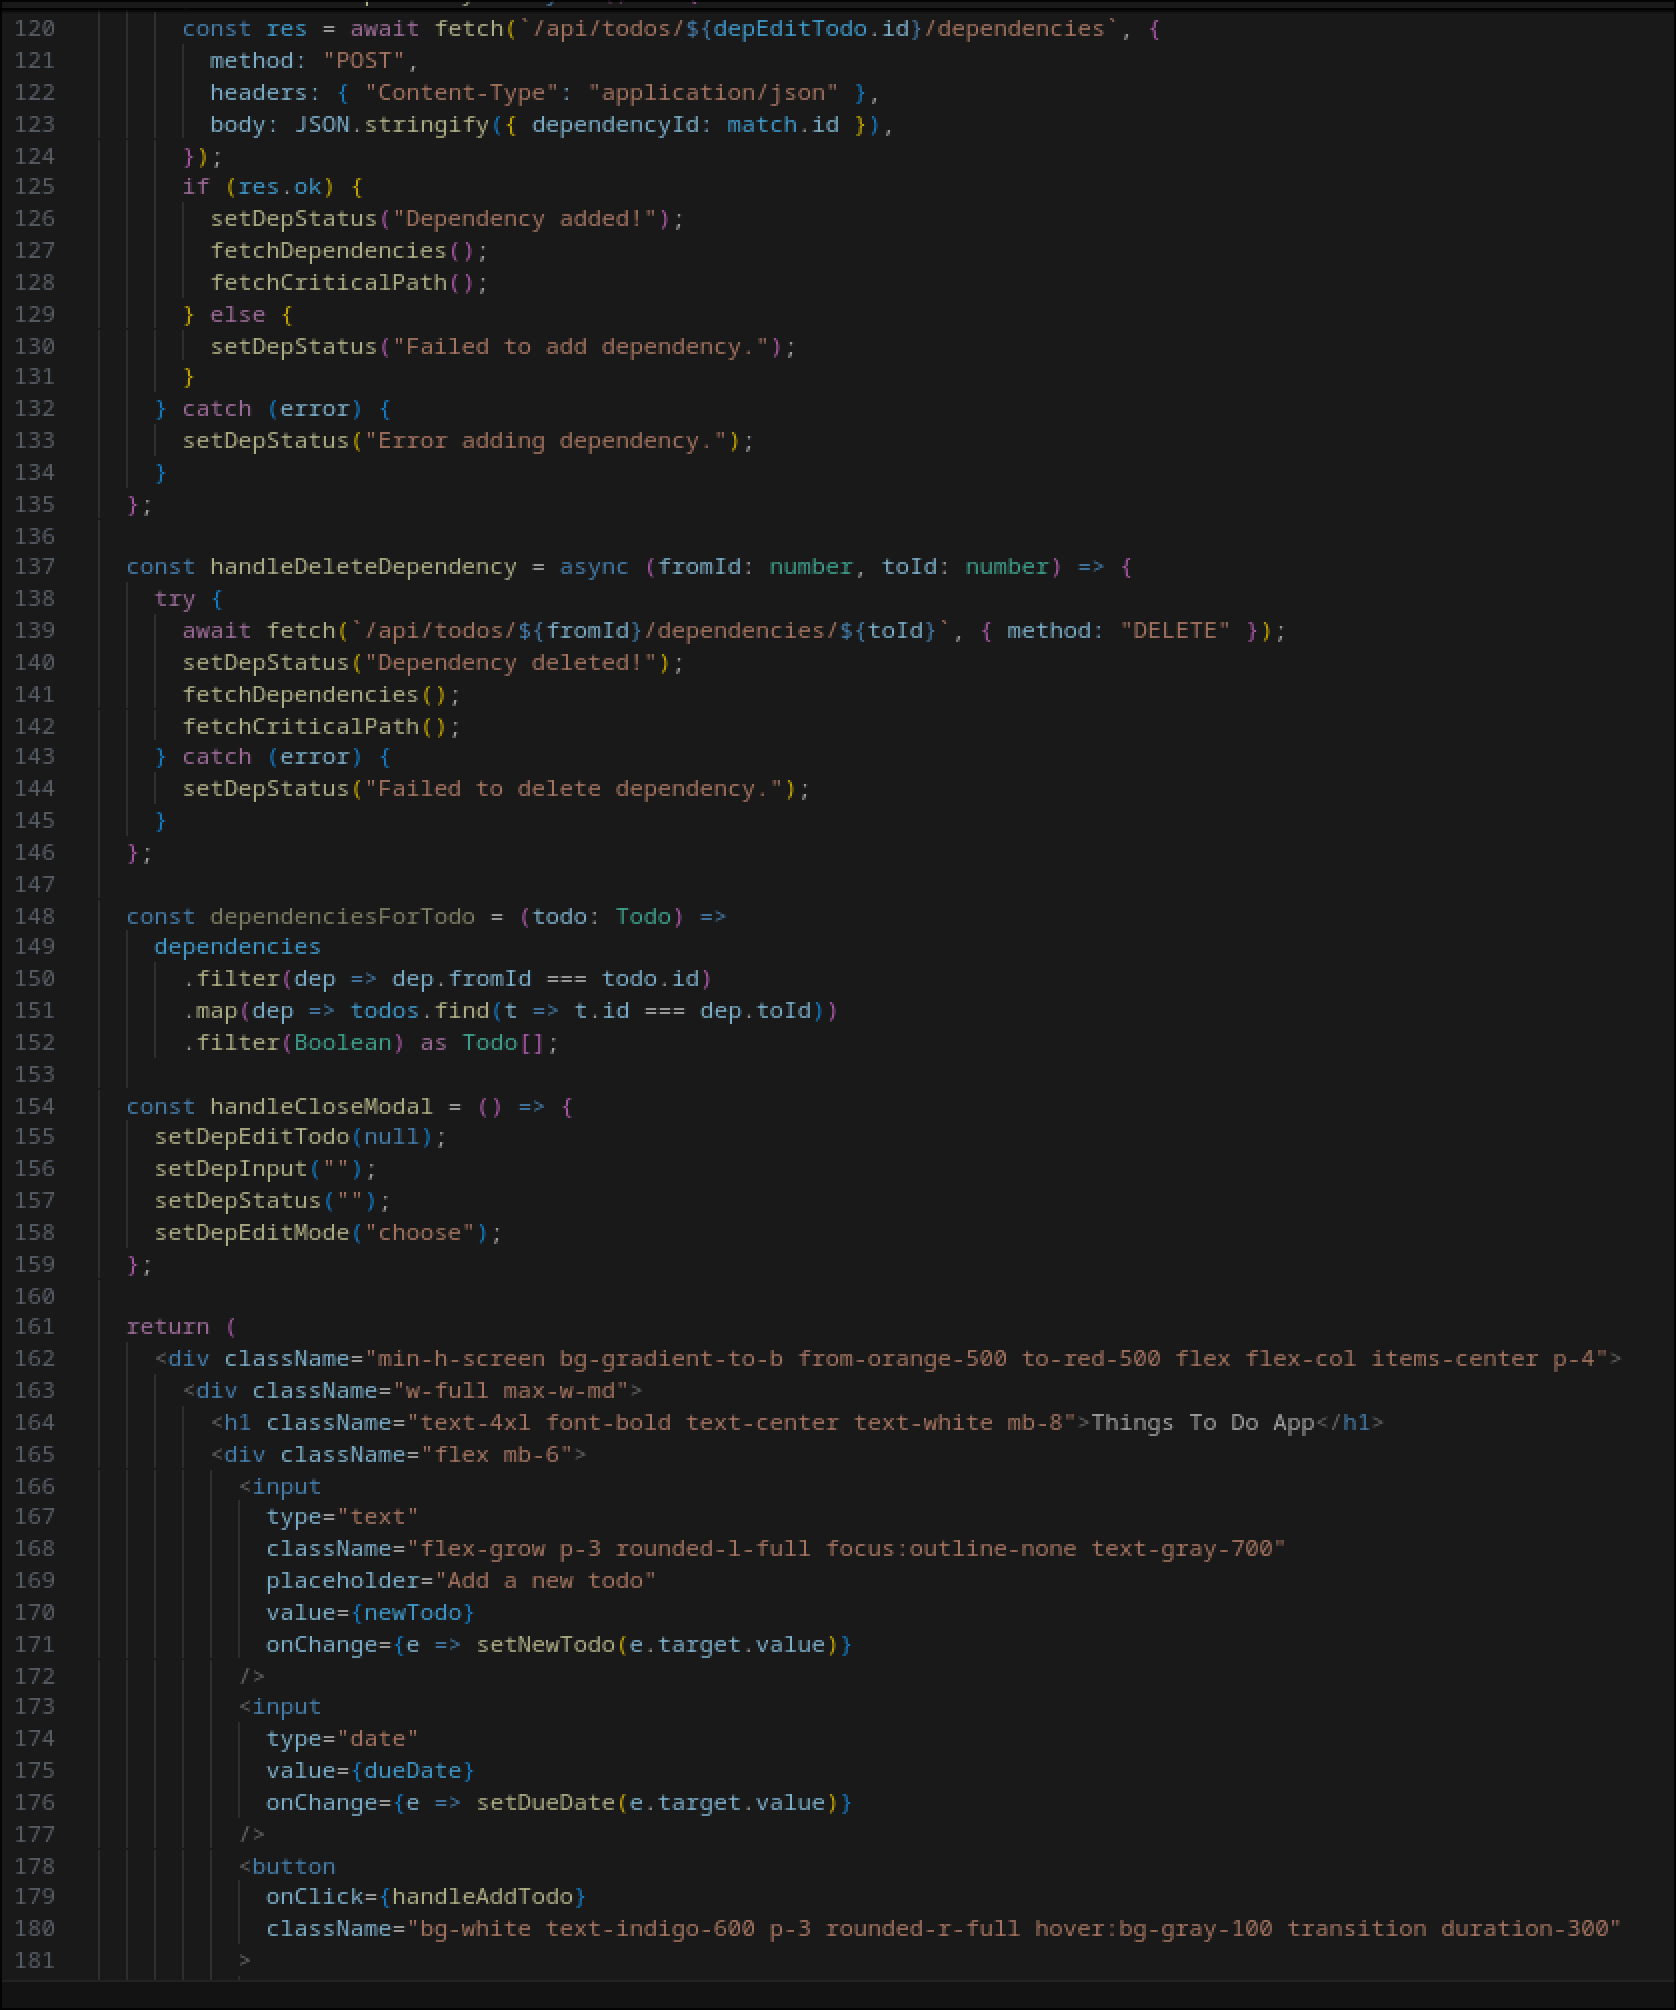 120 const res = await fetch(`/api/todos/${depEditTodo.id}/dependencies`, {
121 method: "POST",
122 headers: { "Content-Type": "application/json" },
123 body: JSON.stringify({ dependencyId: match.id }),
124 });
125 if (res.ok) {
126 setDepStatus("Dependency added!");
127 fetchDependencies();
128 fetchCriticalPath();
129 } else {
130 setDepStatus("Failed to add dependency.");
131 }
132 } catch (error) {
133 setDepStatus("Error adding dependency.");
134 }
135 };
136
137 const handleDeleteDependency = async (fromId: number, toId: number) => {
138 try {
139 await fetch(`/api/todos/${fromId}/dependencies/${toId}`, { method: "DELETE" });
140 setDepStatus("Dependency deleted!");
141 fetchDependencies();
142 fetchCriticalPath();
143 } catch (error) {
144 setDepStatus("Failed to delete dependency.");
145 }
146 };
147
148 const dependenciesForTodo = (todo: Todo) =>
149 dependencies
150 .filter(dep => dep.fromId === todo.id)
151 .map(dep => todos.find(t => t.id === dep.toId))
152 .filter(Boolean) as Todo[];
153
154 const handleCloseModal = () => {
155 setDepEditTodo(null);
156 setDepInput("");
157 setDepStatus("");
158 setDepEditMode("choose");
159 };
160
161 return (
162 <div className="min-h-screen bg-gradient-to-b from-orange-500 to-red-500 flex flex-col items-center p-4">
163 <div className="w-full max-w-md">
164 <h1 className="text-4xl font-bold text-center text-white mb-8">Things To Do App</h1>
165 <div className="flex mb-6">
166 <input
167 type="text"
168 className="flex-grow p-3 rounded-l-full focus:outline-none text-gray-700"
169 placeholder="Add a new todo"
170 value={newTodo}
171 onChange={e => setNewTodo(e.target.value)}
172 />
173 <input
174 type="date"
175 value={dueDate}
176 onChange={e => setDueDate(e.target.value)}
177 />
178 <button
179 onClick={handleAddTodo}
180 className="bg-white text-indigo-600 p-3 rounded-r-full hover:bg-gray-100 transition duration-300"
181 >